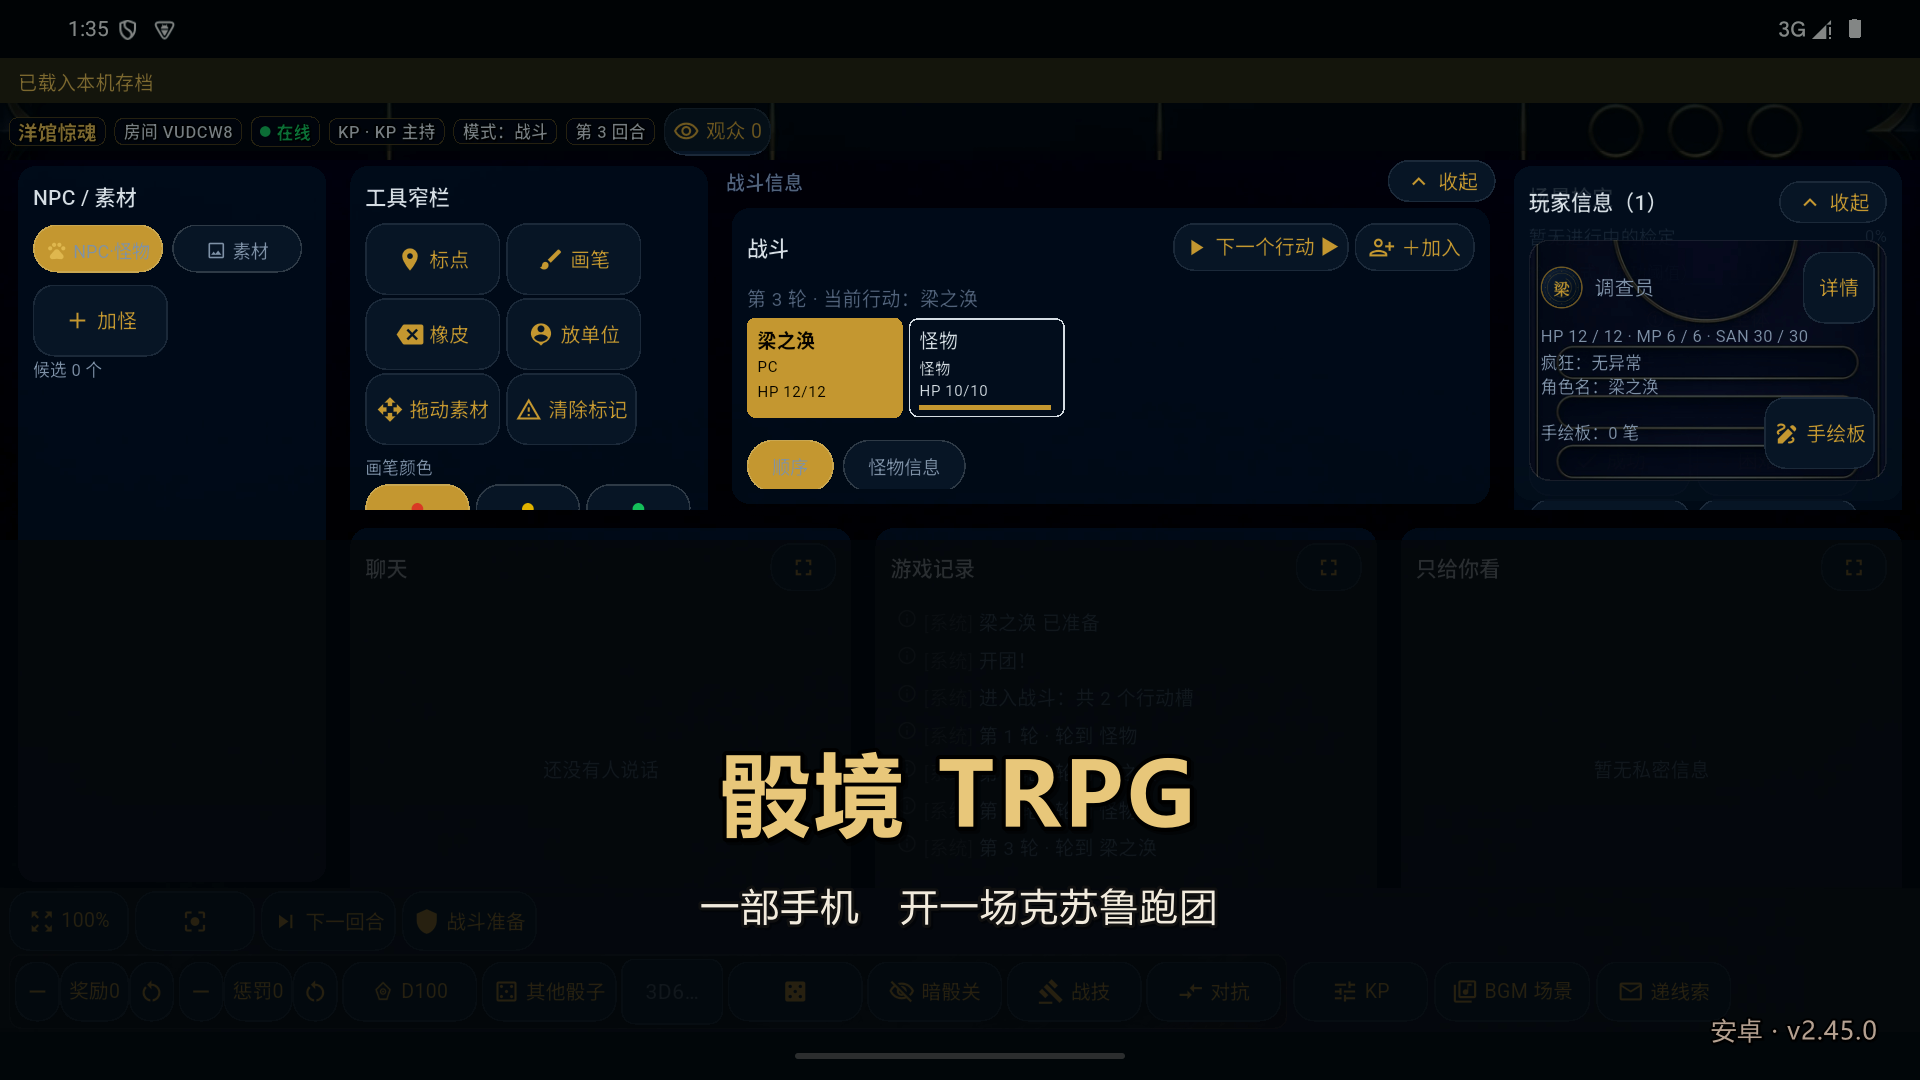 1:35
3G
已载入本机存档
洋馆惊魂 房间 VUDCW8 在线 KP · KP 主持 模式：战斗 第 3 回合 观众 0
NPC / 素材
NPC·怪物 素材
加怪
候选 0 个
工具窄栏
标点 画笔
橡皮 放单位
拖动素材 清除标记
画笔颜色
战斗信息 收起
战斗 下一个行动 ▶ ＋加入
第 3 轮 · 当前行动：梁之涣
梁之涣
PC
HP 12/12
怪物
怪物
HP 10/10
顺序 怪物信息
玩家信息（1） 收起
暂无进行中的检定 0%
梁 调查员 详情
HP 12 / 12 · MP 6 / 6 · SAN 30 / 30
疯狂：无异常
角色名：梁之涣
手绘板：0 笔 手绘板
聊天
还没有人说话
游戏记录
[系统] 梁之涣 已准备
[系统] 开团！
[系统] 进入战斗：共 2 个行动槽
[系统] 第 1 轮 · 轮到 怪物
[系统] 第 3 轮 · 轮到 梁之涣
只给你看
暂无私密信息
骰境 TRPG
一部手机 开一场克苏鲁跑团
100% 下一回合 战斗准备
奖励0 惩罚0 D100 其他骰子 3D6... 暗骰关 战技 对抗 KP BGM 场景 递线索
安卓 · v2.45.0